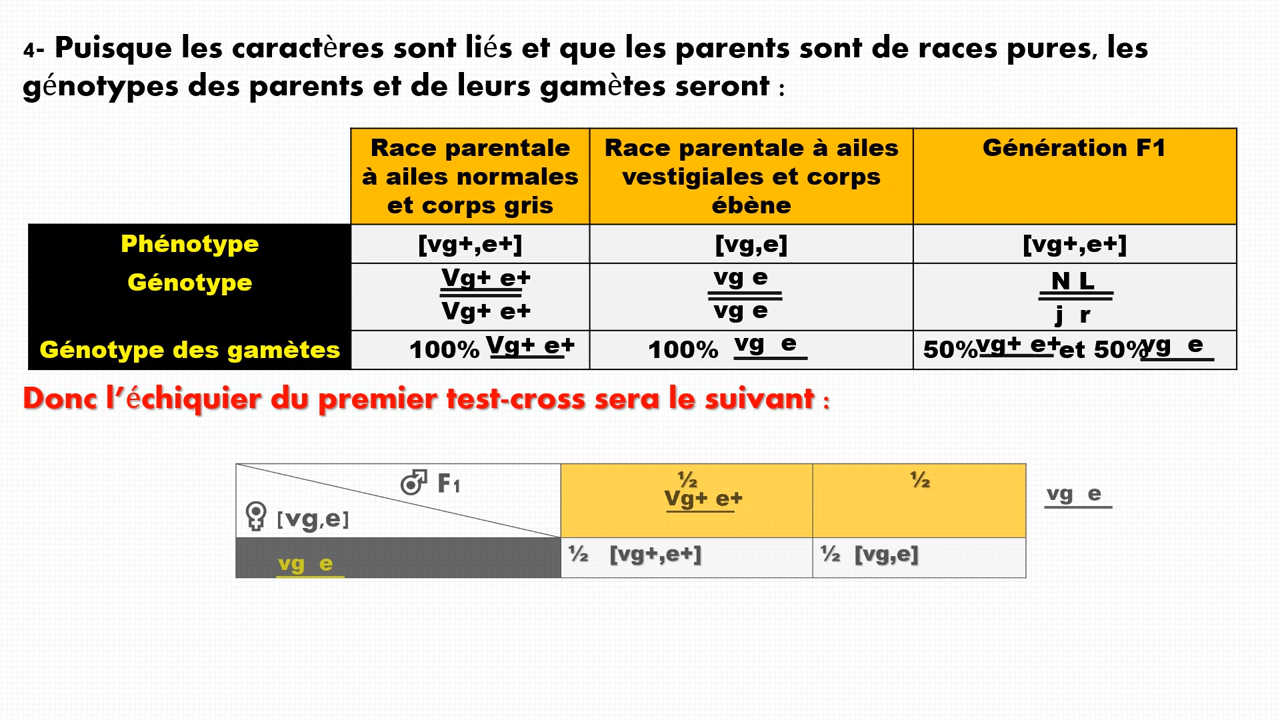 4- Puisque les caractères sont liés et que les parents sont de races pures, les
génotypes des parents et de leurs gamètes seront :
Race parentale
à ailes normales
et corps gris
Race parentale à ailes
vestigiales et corps
ébène
Génération F1
Phénotype
[vg+,e+]
[vg,e]
[vg+,e+]
Génotype
Vg+ e+
Vg+ e+
vg e
vg e
N L
j r
Génotype des gamètes
100% Vg+ e+
100% vg e
50% vg+ e+ et 50% vg e
Donc l'échiquier du premier test-cross sera le suivant :
♂ F1
♀ [vg,e]
½
Vg+ e+
½
vg e
vg e
½ [vg+,e+]
½ [vg,e]